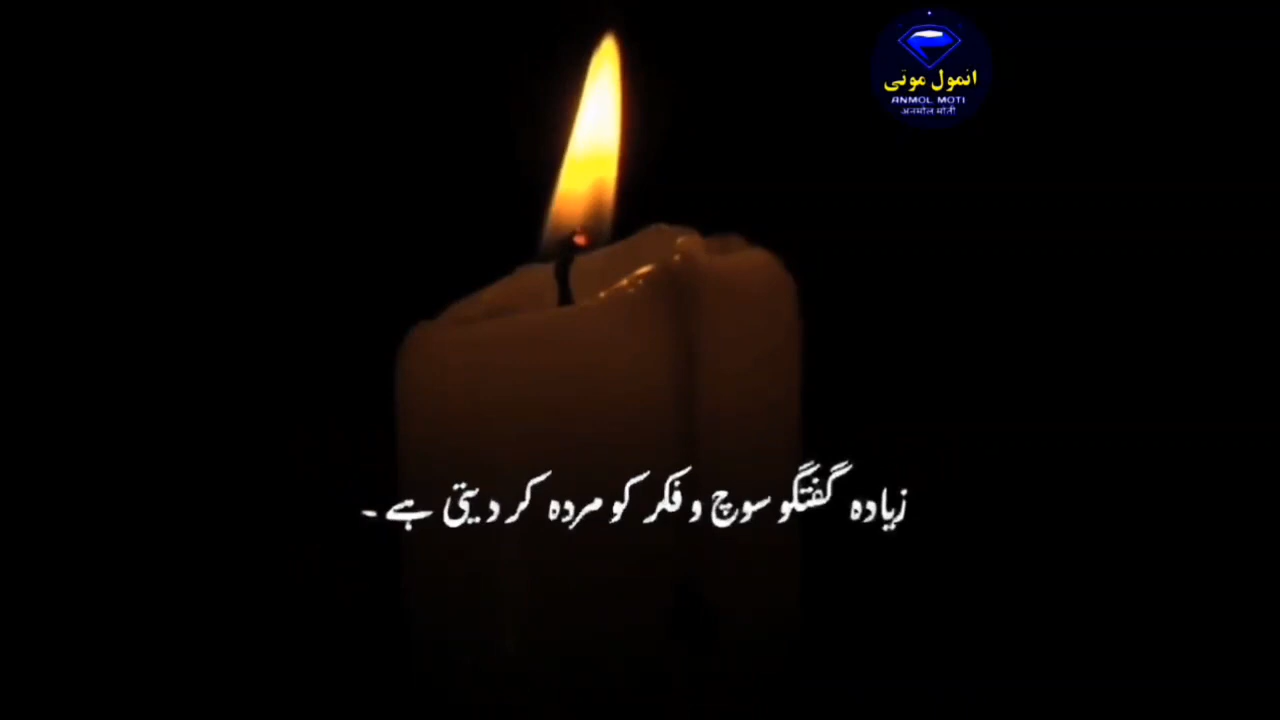 انمول موتی
ANMOL MOTI
अनमोल मोती
زیادہ گفتگو سوچ و فکر کو مردہ کر دیتی ہے ۔